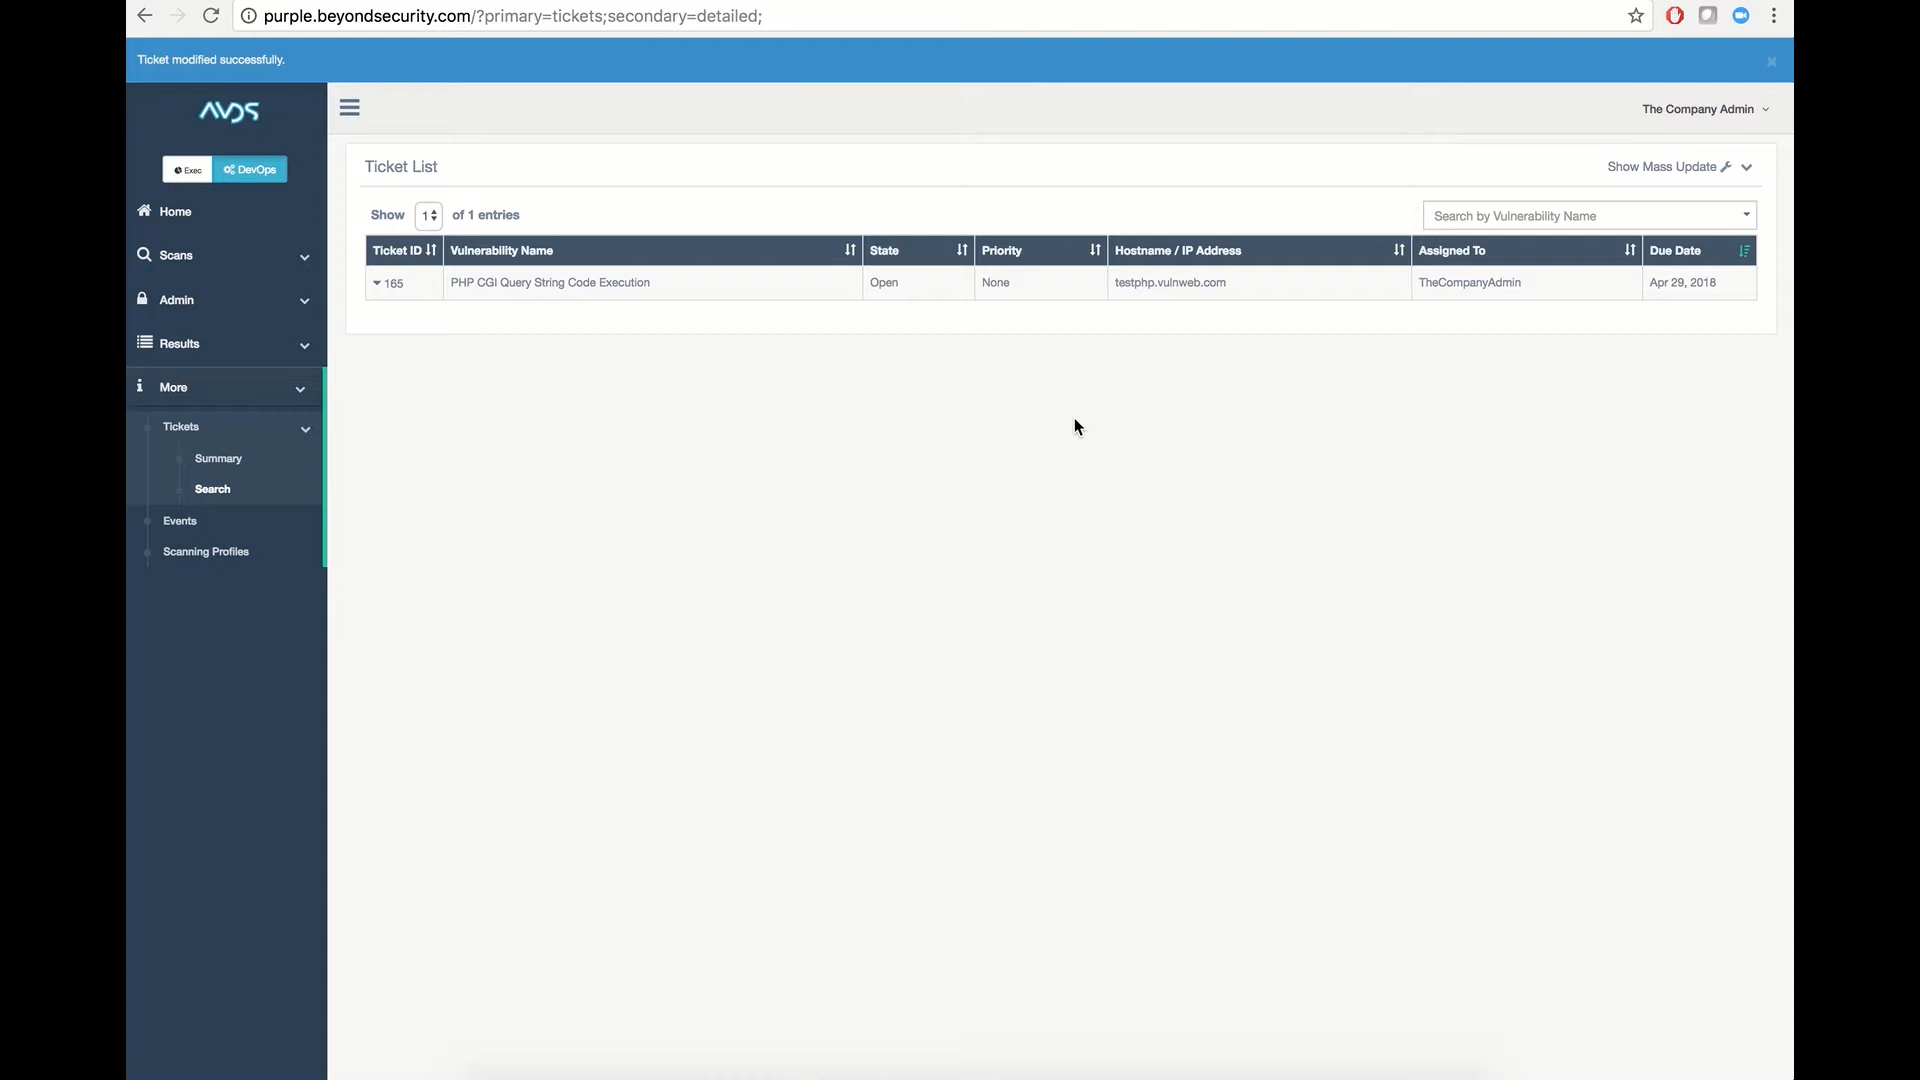 purple.beyondsecurity.com/?primary=tickets;secondary=detailed;
Ticket modified successfully.
AVDS
The Company Admin
Exec DevOps
Ticket List
Show Mass Update
Home
Show 1 of 1 entries
Search by Vulnerability Name
Ticket ID Vulnerability Name State Priority Hostname / IP Address Assigned To Due Date
165 PHP CGI Query String Code Execution Open None testphp.vulnweb.com TheCompanyAdmin Apr 29, 2018
Scans
Admin
Results
More
Tickets
Summary
Search
Events
Scanning Profiles